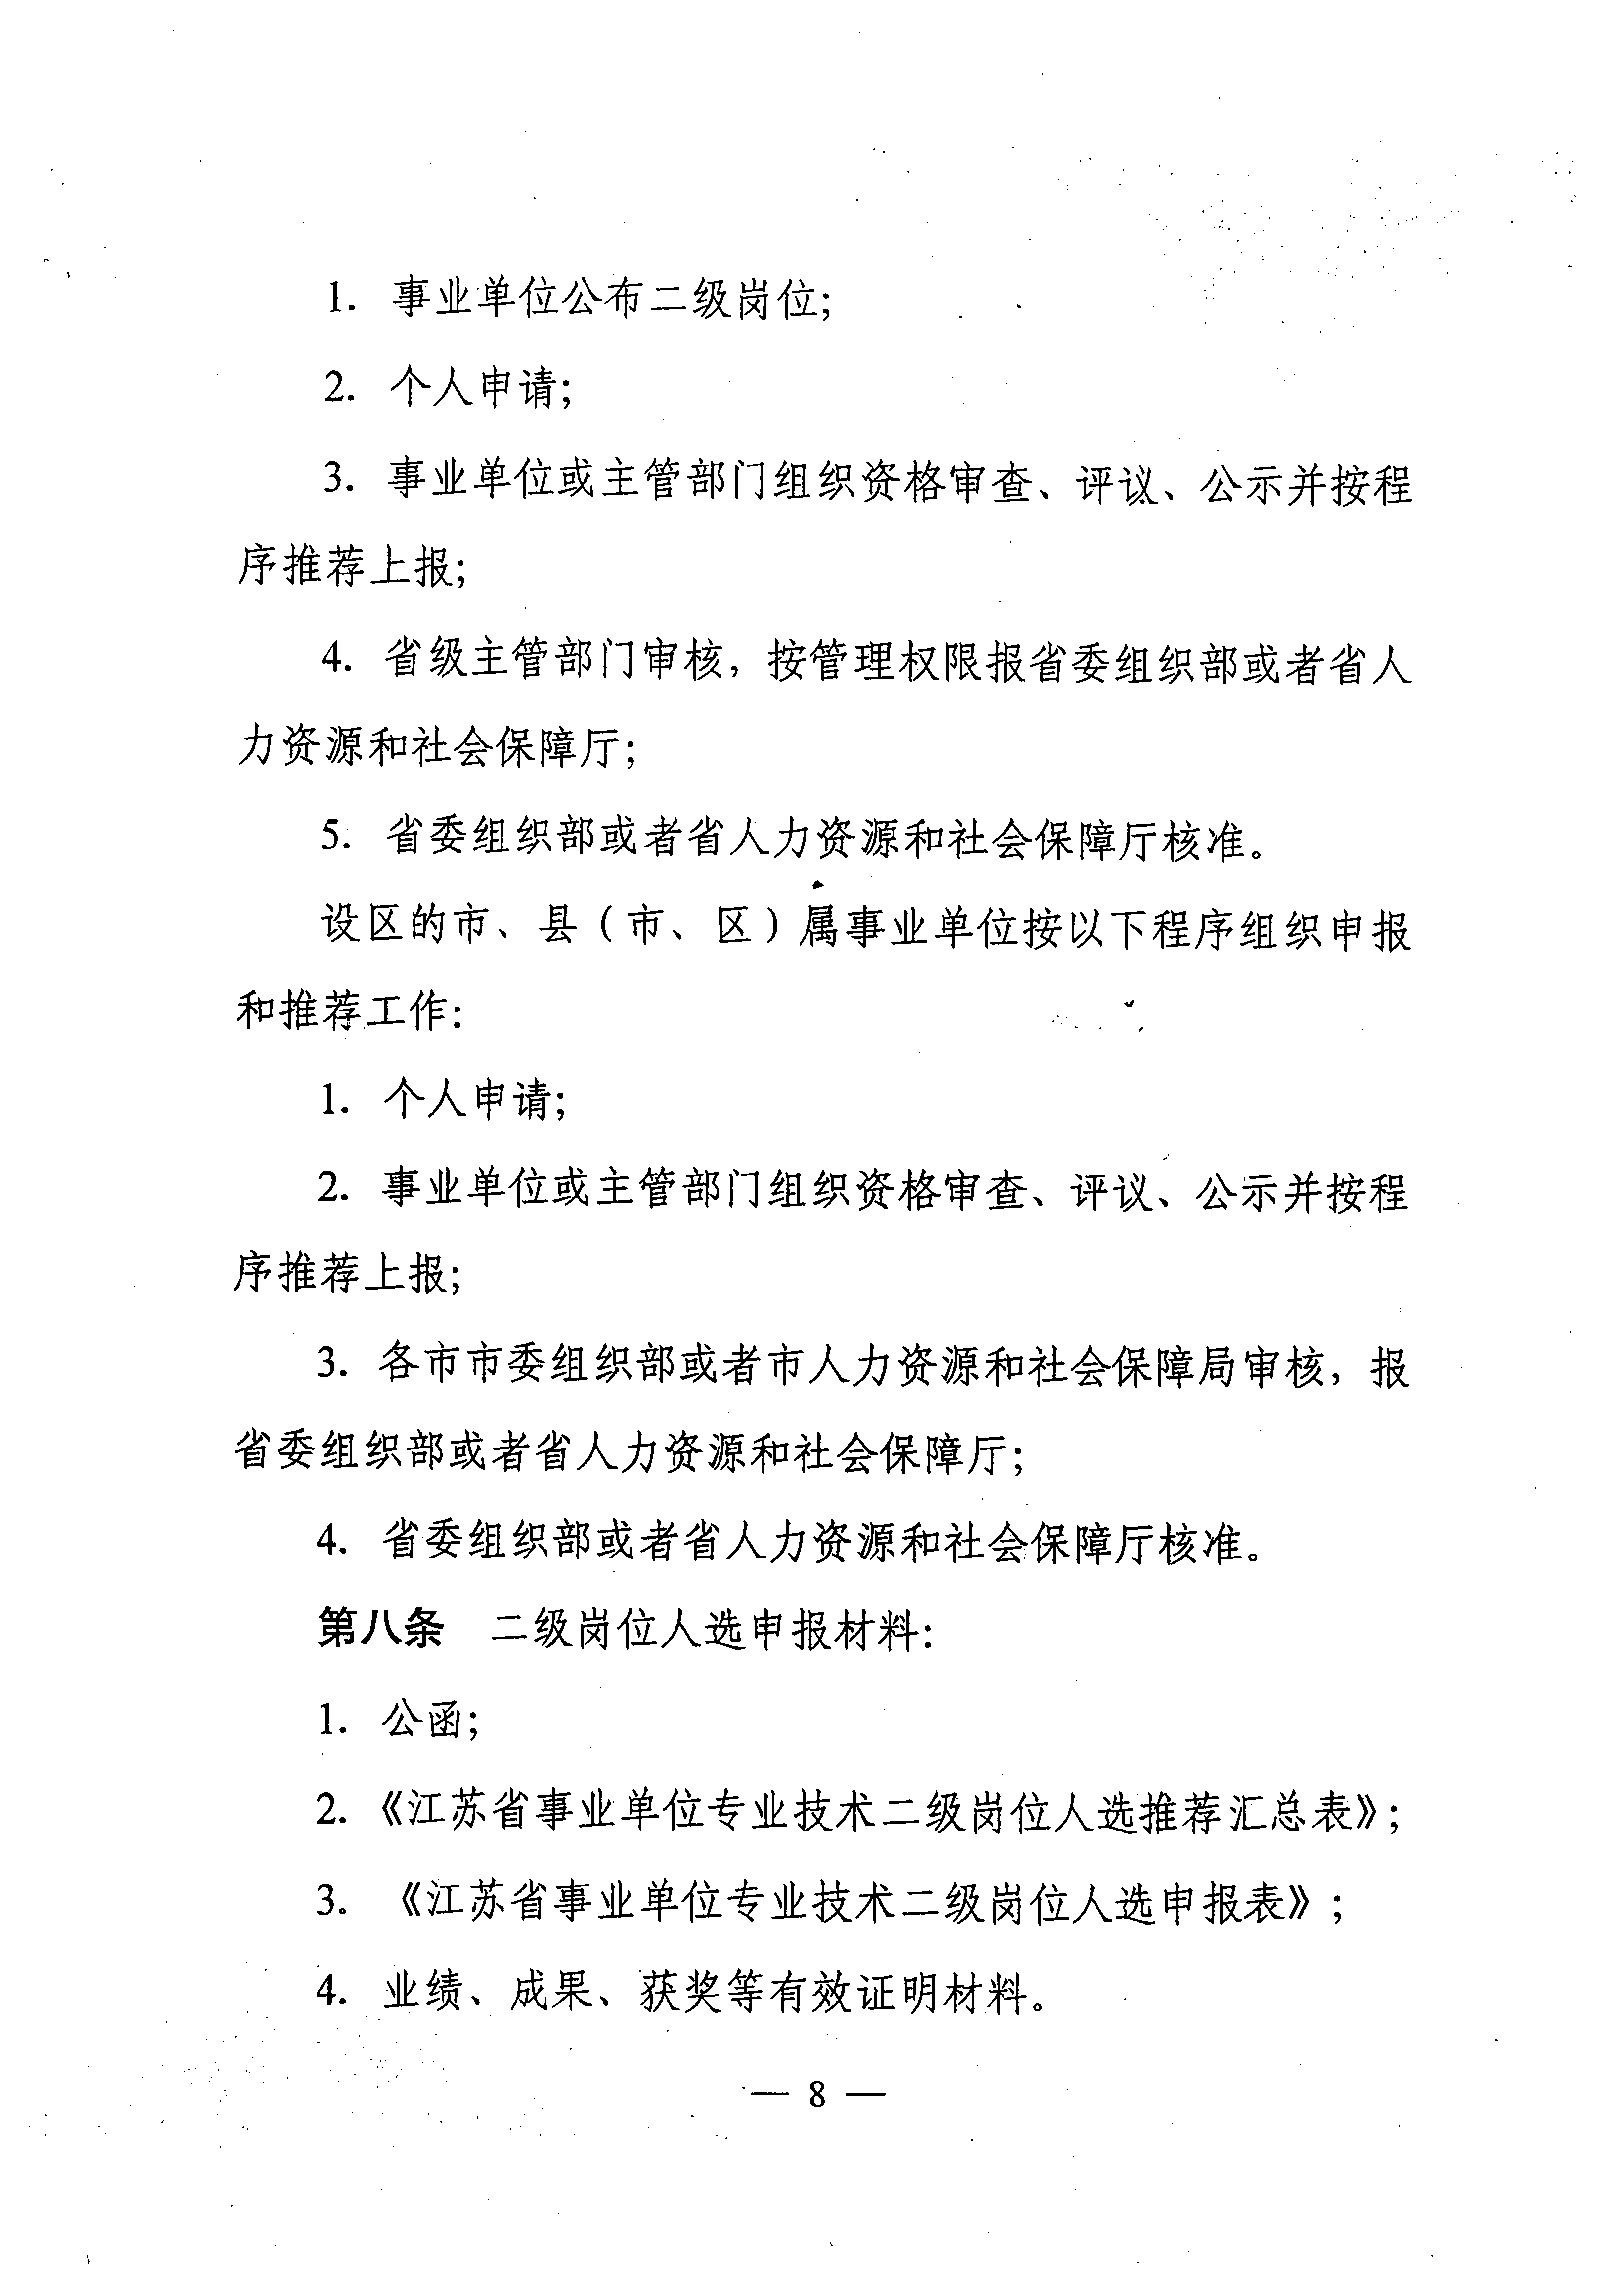 1. 事业单位公布二级岗位;
2. 个人申请;
3. 事业单位或主管部门组织资格审查、评议、公示并按程
序推荐上报;
4. 省级主管部门审核，按管理权限报省委组织部或者省人
力资源和社会保障厅;
5. 省委组织部或者省人力资源和社会保障厅核准。
设区的市、县（市、区）属事业单位按以下程序组织申报
和推荐工作:
1. 个人申请;
2. 事业单位或主管部门组织资格审查、评议、公示并按程
序推荐上报;
3. 各市市委组织部或者市人力资源和社会保障局审核，报
省委组织部或者省人力资源和社会保障厅;
4. 省委组织部或者省人力资源和社会保障厅核准。
第八条 二级岗位人选申报材料:
1. 公函;
2.《江苏省事业单位专业技术二级岗位人选推荐汇总表》;
3. 《江苏省事业单位专业技术二级岗位人选申报表》;
4. 业绩、成果、获奖等有效证明材料。
— 8 —